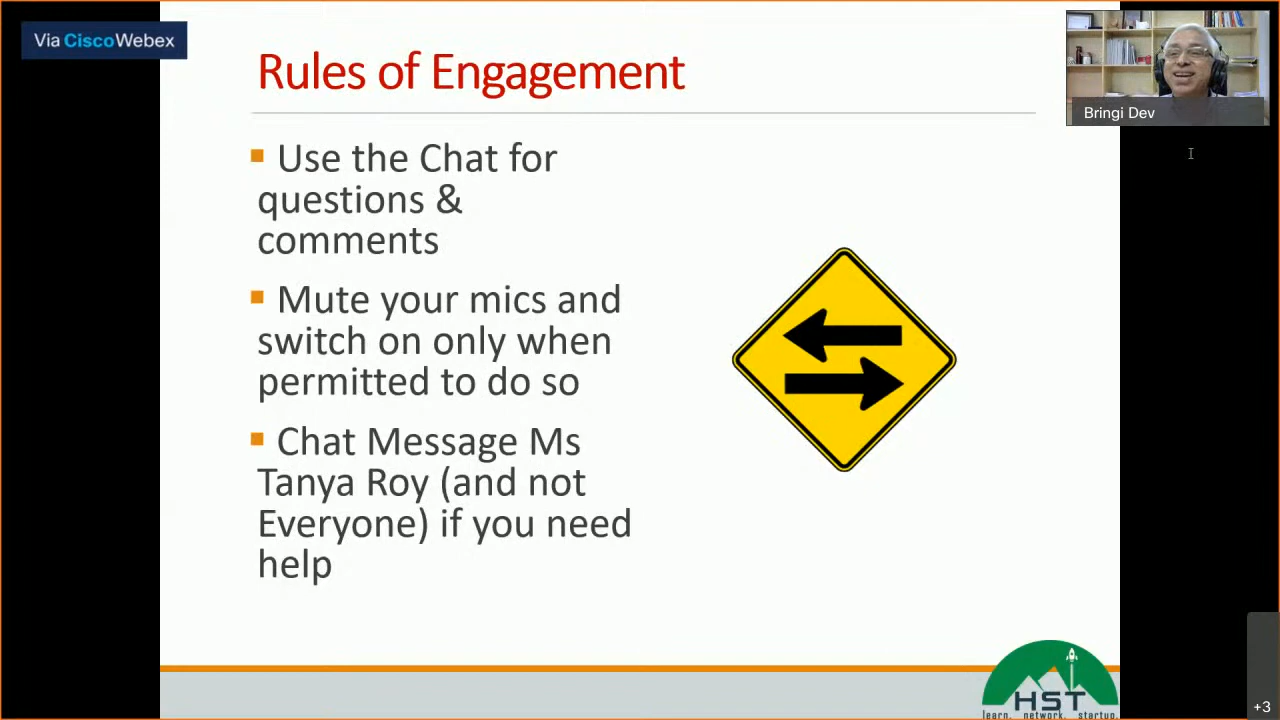 Via CiscoWebex
Rules of Engagement
Bringi Dev
Use the Chat for
questions &
comments
Mute your mics and
switch on only when
permitted to do so
Chat Message Ms
Tanya Roy (and not
Everyone) if you need
help
HST
learn. network. startup.
+3